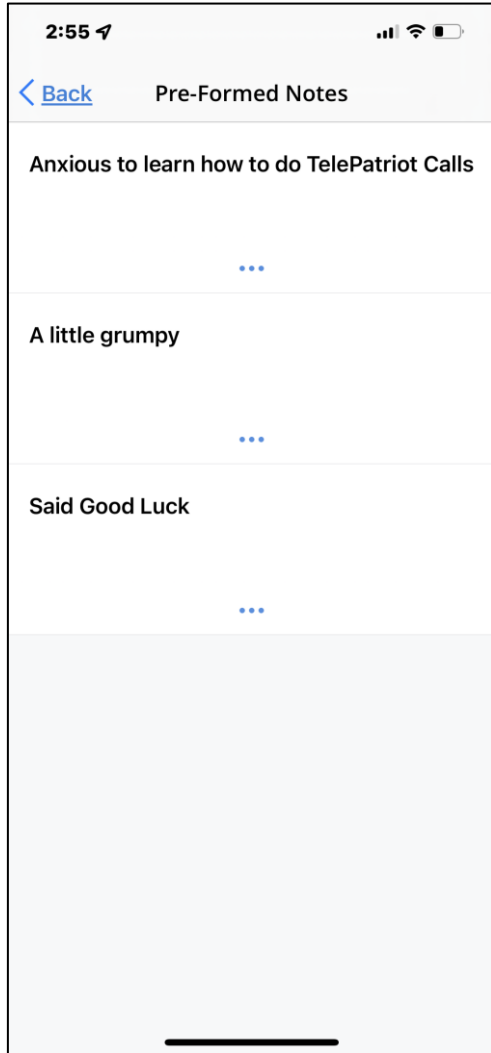 2:55
Back
Pre-Formed Notes
Anxious to learn how to do TelePatriot Calls
...
A little grumpy
...
Said Good Luck
...